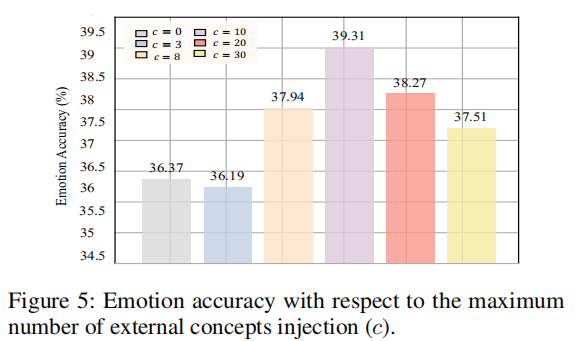 39.5
39
38.5
38
37.5
37
36.5
36
35.5
35
34.5
Emotion Accuracy (%)
c = 0
c = 3
c = 8
c = 10
c = 20
c = 30
36.37
36.19
37.94
39.31
38.27
37.51
Figure 5: Emotion accuracy with respect to the maximum
number of external concepts injection (c).